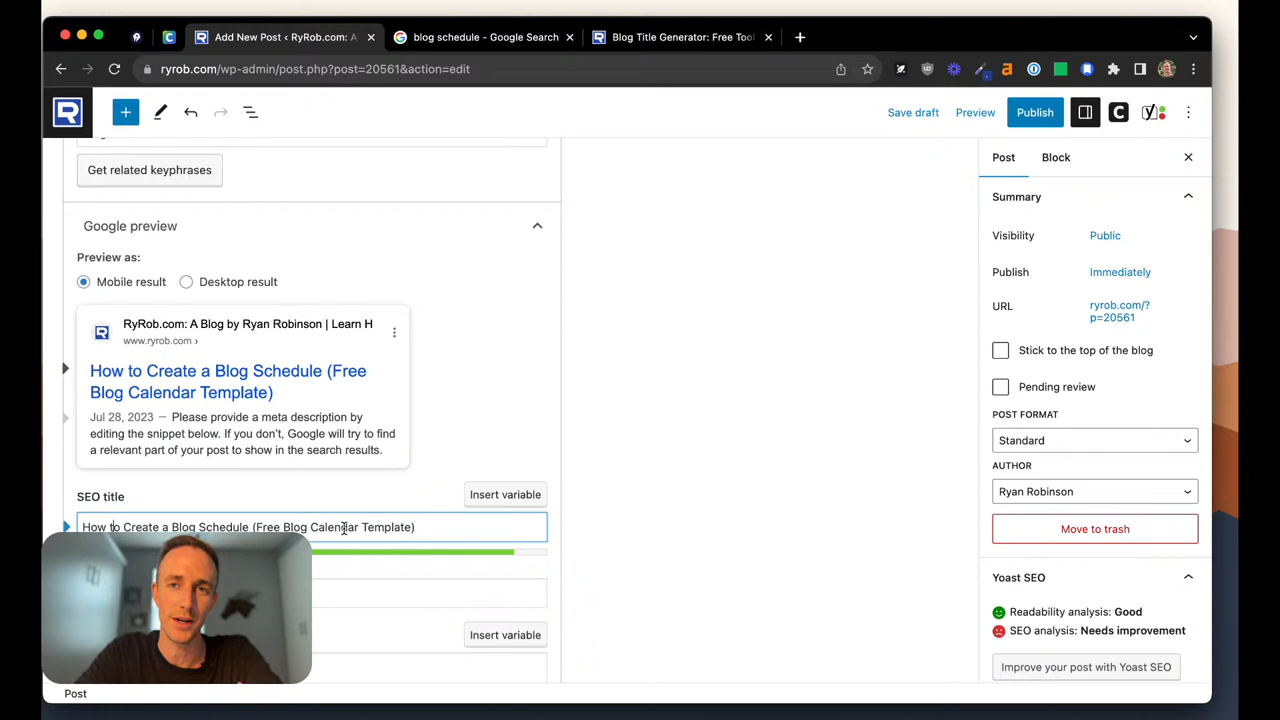 Add New Post ‹ RyRob.com: A
blog schedule - Google Search
Blog Title Generator: Free Tool
ryrob.com/wp-admin/post.php?post=20561&action=edit
Save draft
Preview
Publish
Get related keyphrases
Post
Block
Summary
Google preview
Visibility
Public
Preview as:
Publish
Immediately
Mobile result
Desktop result
URL
ryrob.com/?
p=20561
RyRob.com: A Blog by Ryan Robinson | Learn H
www.ryrob.com ›
Stick to the top of the blog
How to Create a Blog Schedule (Free
Blog Calendar Template)
Pending review
Jul 28, 2023 — Please provide a meta description by
editing the snippet below. If you don't, Google will try to find
a relevant part of your post to show in the search results.
POST FORMAT
Standard
AUTHOR
Ryan Robinson
SEO title
Insert variable
How to Create a Blog Schedule (Free Blog Calendar Template)
Move to trash
Yoast SEO
Readability analysis: Good
SEO analysis: Needs improvement
Insert variable
Improve your post with Yoast SEO
Post